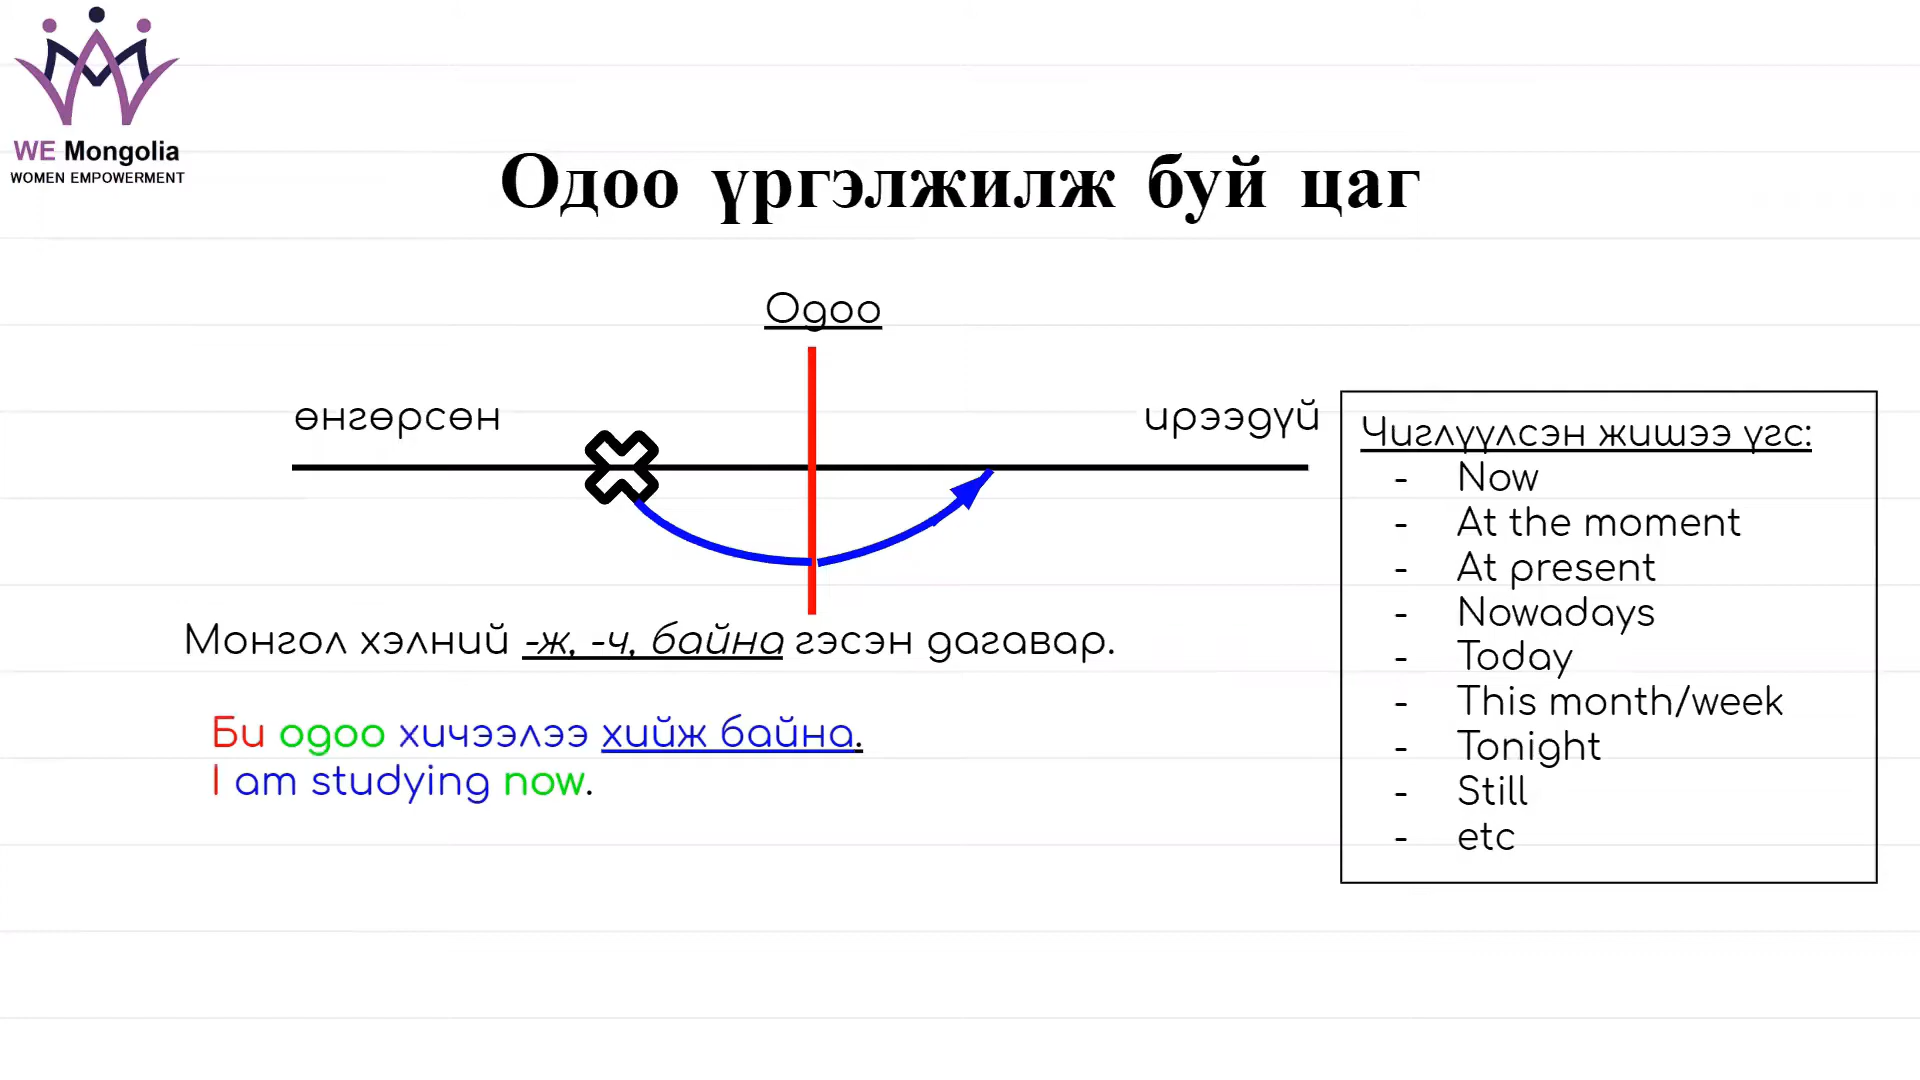 WE Mongolia
WOMEN EMPOWERMENT
Одоо үргэлжилж буй цаг
Одоо
өнгөрсөн
ирээдүй
Монгол хэлний -ж, -ч, байна гэсэн дагавар.
Би одоо хичээлээ хийж байна.
I am studying now.
Чиглүүлсэн жишээ үгс:
- Now
- At the moment
- At present
- Nowadays
- Today
- This month/week
- Tonight
- Still
- etc